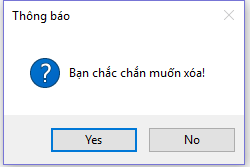 Thông báo
Bạn chắc chắn muốn xóa!
Yes
No